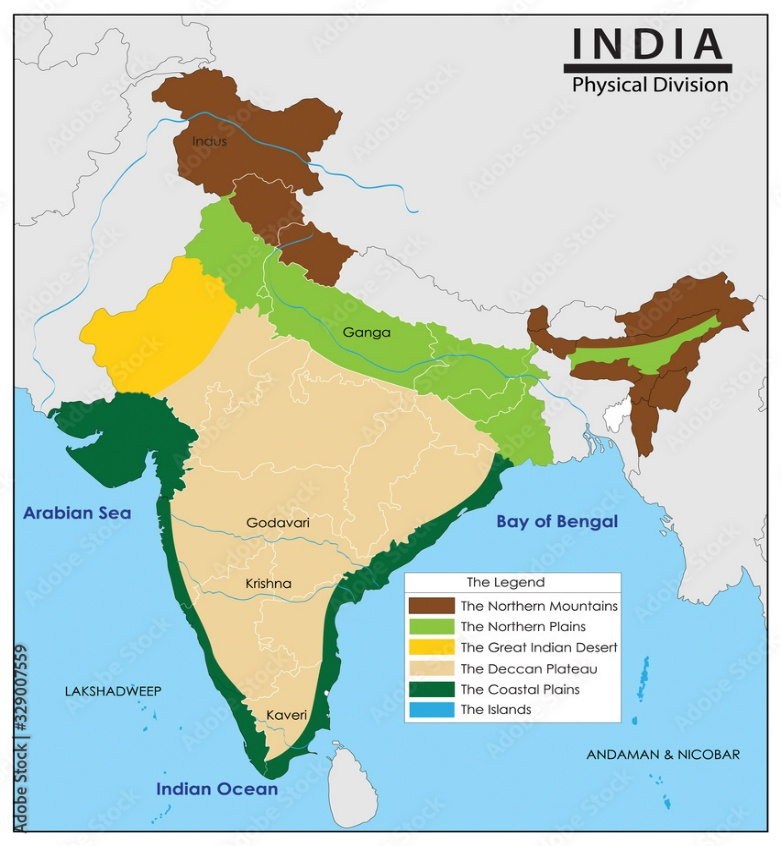 INDIA
Physical Division
Indus
Ganga
Godavari
Arabian Sea
Bay of Bengal
Krishna
The Legend
The Northern Mountains
The Northern Plains
The Great Indian Desert
The Deccan Plateau
The Coastal Plains
The Islands
LAKSHADWEEP
Kaveri
ANDAMAN & NICOBAR
Indian Ocean
Adobe Stock | #329007559